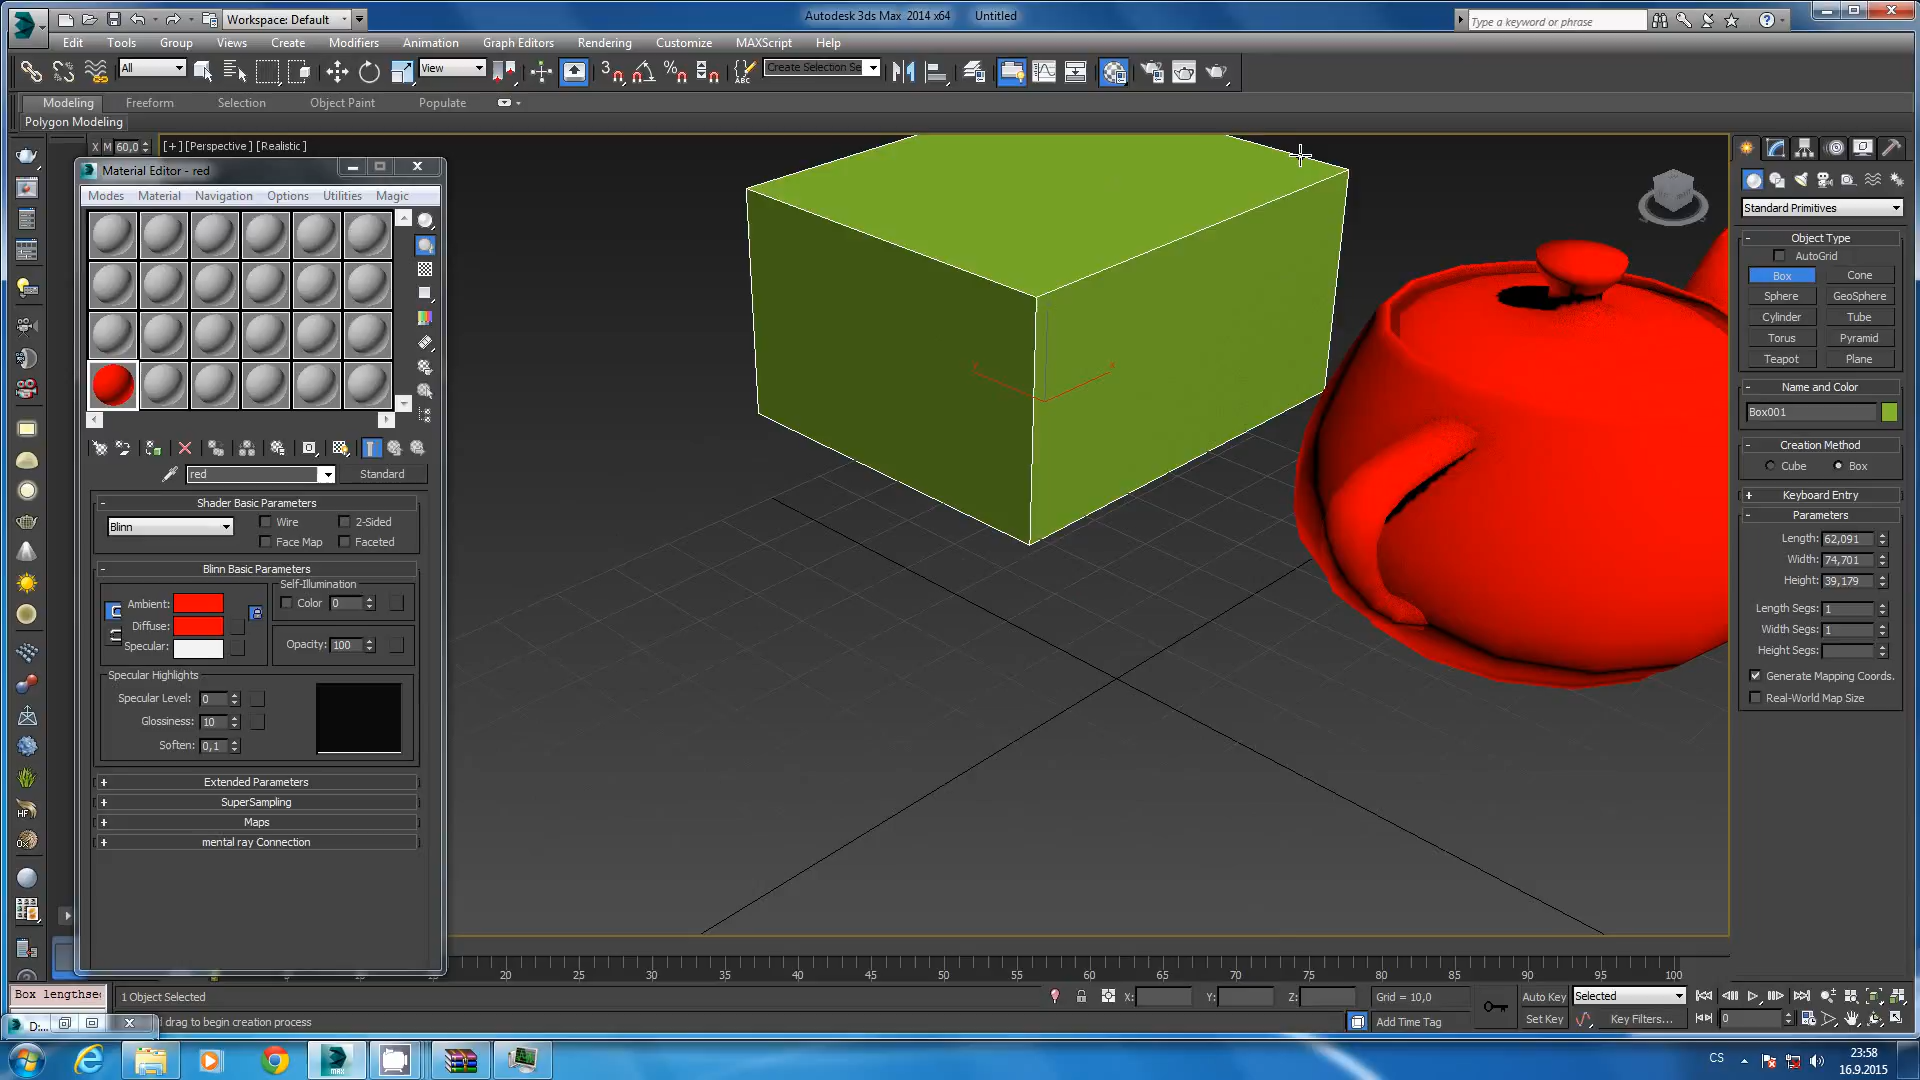 Workspace: Default
Autodesk 3ds Max 2014 x64 Untitled
Type a keyword or phrase
Edit Tools Group Views Create Modifiers Animation Graph Editors Rendering Customize MAXScript Help
All
View
Create Selection Se
Modeling Freeform Selection Object Paint Populate
Polygon Modeling
X M 60,0
[+] [Perspective] [Realistic]
Material Editor - red
Modes Material Navigation Options Utilities Magic
red
Standard
- Shader Basic Parameters
Blinn
Wire 2-Sided
Face Map Faceted
- Blinn Basic Parameters
Self-Illumination
Ambient: Color 0
Diffuse:
Specular: Opacity: 100
Specular Highlights
Specular Level: 0
Glossiness: 10
Soften: 0,1
+ Extended Parameters
+ SuperSampling
+ Maps
+ mental ray Connection
Standard Primitives
- Object Type
AutoGrid
Box Cone
Sphere GeoSphere
Cylinder Tube
Torus Pyramid
Teapot Plane
- Name and Color
Box001
- Creation Method
Cube Box
+ Keyboard Entry
- Parameters
Length: 62,091
Width: 74,701
Height: 39,179
Length Segs: 1
Width Segs: 1
Height Segs:
Generate Mapping Coords.
Real-World Map Size
20 25 30 35 40 45 50 55 60 65 70 75 80 85 90 95 100
Box lengthse
1 Object Selected
X: Y: Z: Grid = 10,0
Auto Key Selected
D:...
drag to begin creation process
Add Time Tag
Set Key Key Filters... 0
CS
23:58
16.9.2015